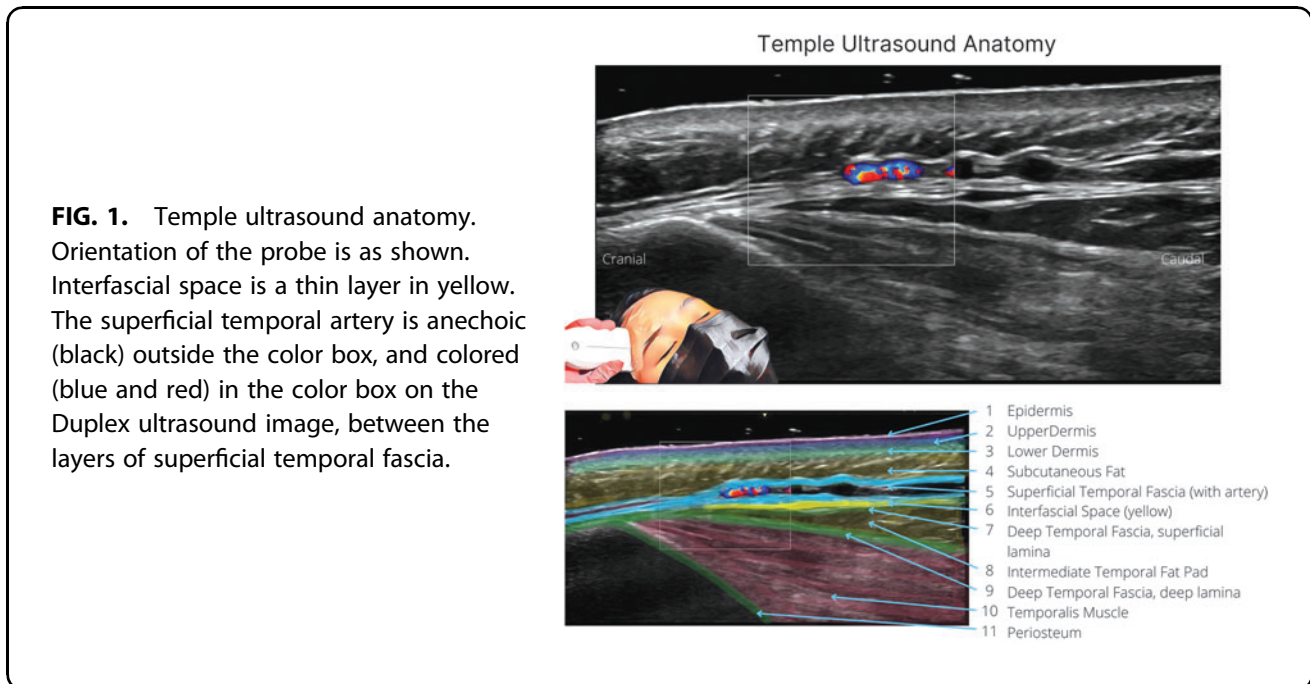 FIG. 1. Temple ultrasound anatomy.
Orientation of the probe is as shown.
Interfascial space is a thin layer in yellow.
The superficial temporal artery is anechoic
(black) outside the color box, and colored
(blue and red) in the color box on the
Duplex ultrasound image, between the
layers of superficial temporal fascia.
Temple Ultrasound Anatomy
Cranial
Caudal
1 Epidermis
2 UpperDermis
3 Lower Dermis
4 Subcutaneous Fat
5 Superficial Temporal Fascia (with artery)
6 Interfascial Space (yellow)
7 Deep Temporal Fascia, superficial
lamina
8 Intermediate Temporal Fat Pad
9 Deep Temporal Fascia, deep lamina
10 Temporalis Muscle
11 Periosteum